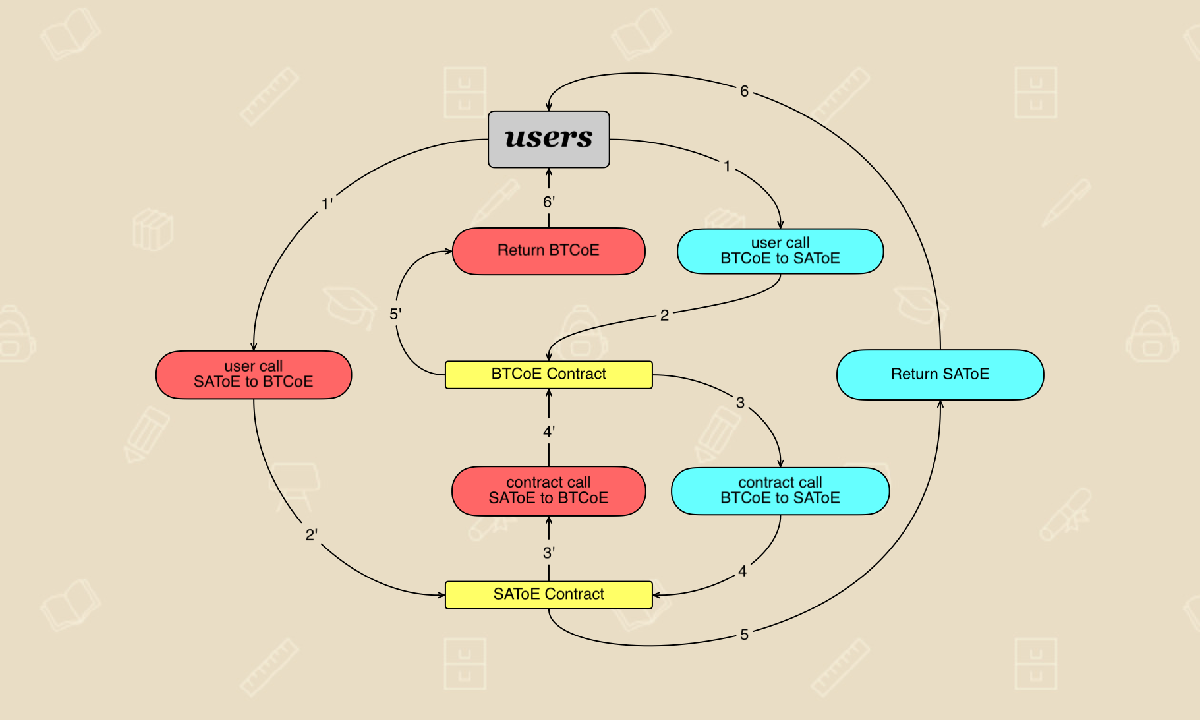 6
users
1
1'
6'
user call
BTCoE to SAToE
Return BTCoE
5'
2
user call
SAToE to BTCoE
BTCoE Contract
Return SAToE
3
4'
contract call
SAToE to BTCoE
contract call
BTCoE to SAToE
2'
3'
4
SAToE Contract
5